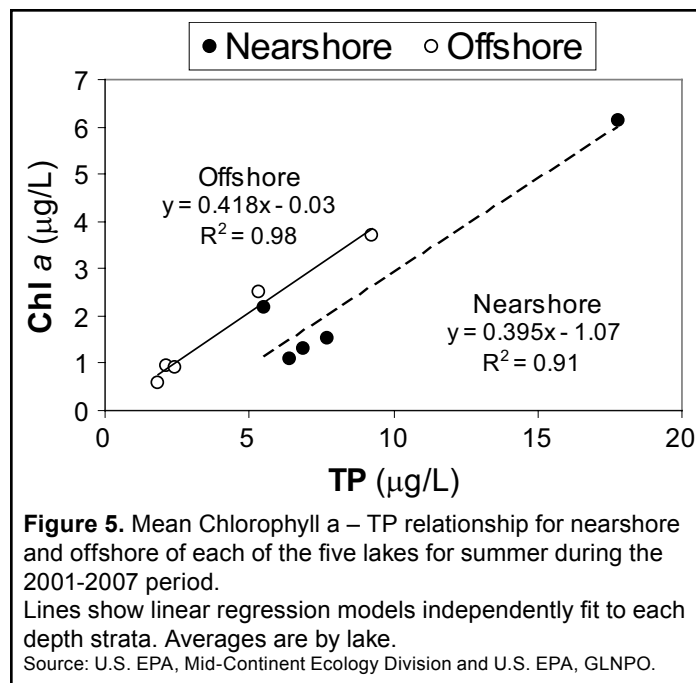 ● Nearshore ○ Offshore
7
6
5
4
3
2
1
0
Chl a (µg/L)
Offshore
y = 0.418x - 0.03
R² = 0.98
Nearshore
y = 0.395x - 1.07
R² = 0.91
0 5 10 15 20
TP (µg/L)
Figure 5. Mean Chlorophyll a – TP relationship for nearshore
and offshore of each of the five lakes for summer during the
2001-2007 period.
Lines show linear regression models independently fit to each
depth strata. Averages are by lake.
Source: U.S. EPA, Mid-Continent Ecology Division and U.S. EPA, GLNPO.